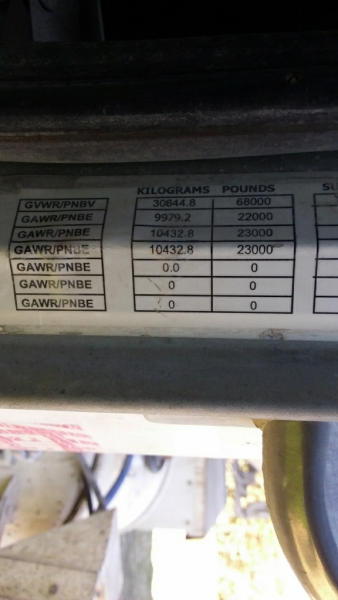 KILOGRAMS POUNDS SU
GVWR/PNBV 30844.8 68000
GAWR/PNBE 9979.2 22000
GAWR/PNBE 10432.8 23000
GAWR/PNBE 10432.8 23000
GAWR/PNBE 0.0 0
GAWR/PNBE 0 0
GAWR/PNBE 0 0